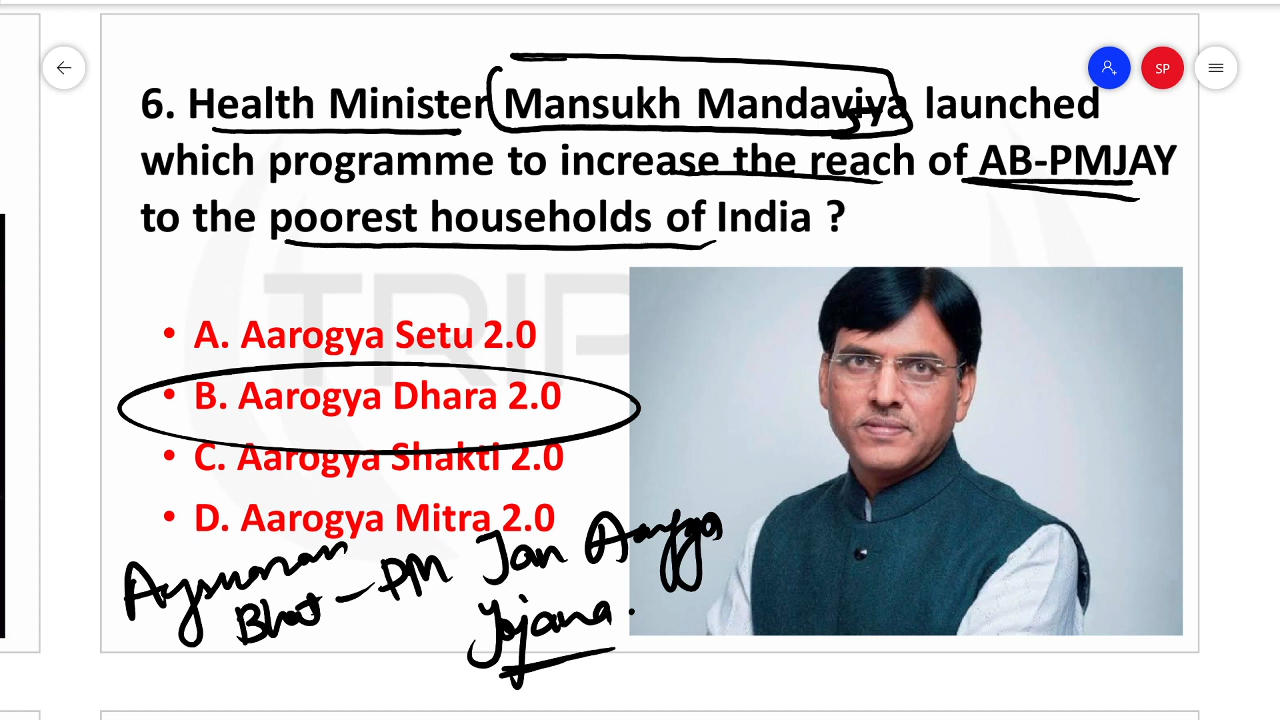 SP
6. Health Minister Mansukh Mandaviya launched
which programme to increase the reach of AB-PMJAY
to the poorest households of India ?
TRIP
• A. Aarogya Setu 2.0
• B. Aarogya Dhara 2.0
• C. Aarogya Shakti 2.0
• D. Aarogya Mitra 2.0
Jan
Bhat - PM
Yojana.